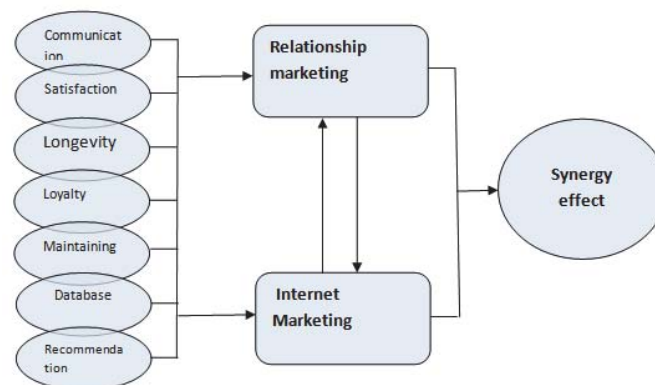 Communicat
ion
Satisfaction
Longevity
Loyalty
Maintaining
Database
Recommenda
tion
Relationship
marketing
Internet
Marketing
Synergy
effect